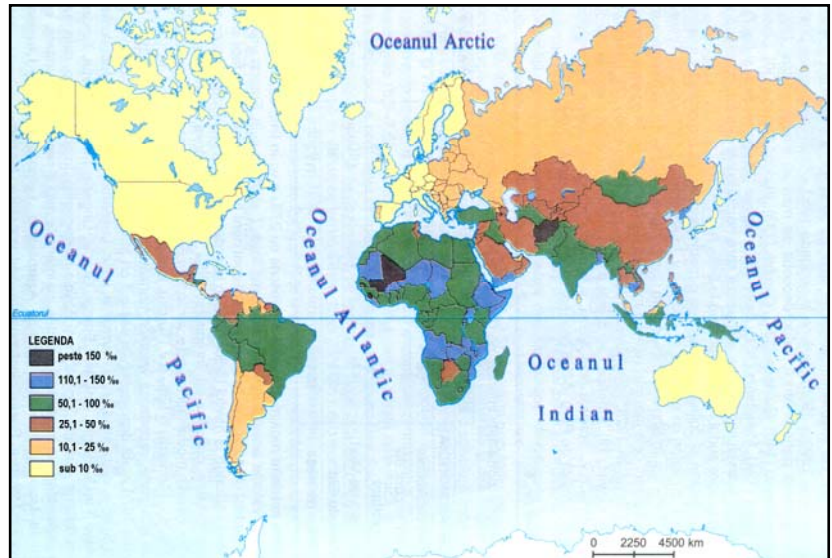 Oceanul Arctic
Oceanul
Pacific
Oceanul Atlantic
Oceanul Pacific
Oceanul
Indian
Ecuatorul
LEGENDA
peste 150 ‰
110,1 - 150 ‰
50,1 - 100 ‰
25,1 - 50 ‰
10,1 - 25 ‰
sub 10 ‰
0 2250 4500 km